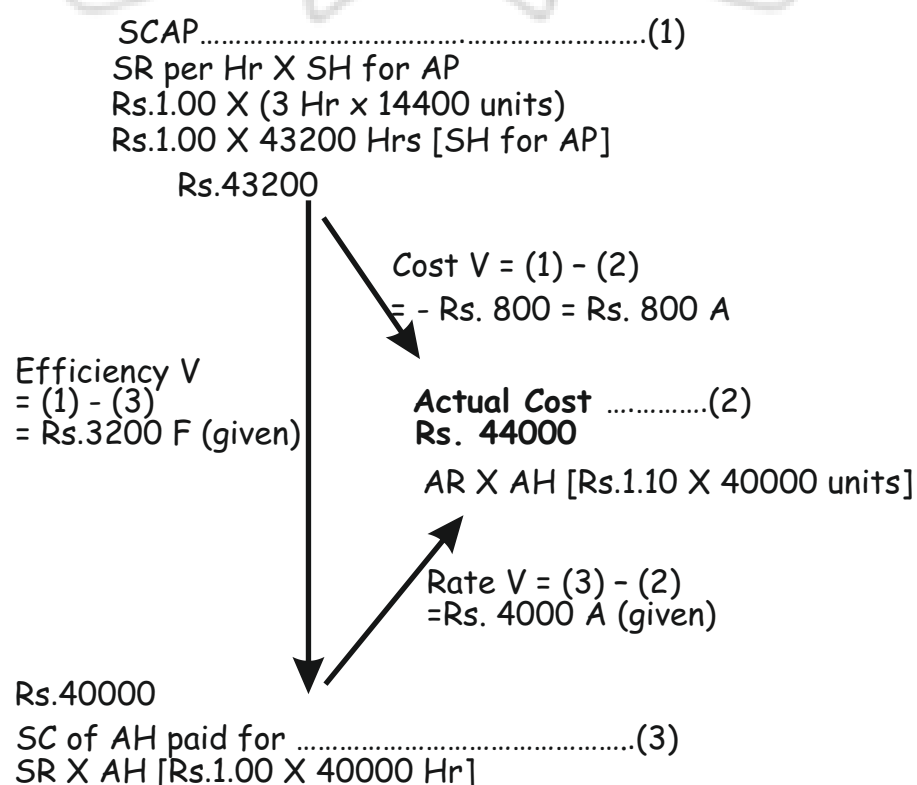 SCAP……………………………….…………………….(1)
SR per Hr X SH for AP
Rs.1.00 X (3 Hr x 14400 units)
Rs.1.00 X 43200 Hrs [SH for AP]
Rs.43200
Cost V = (1) – (2)
= - Rs. 800 = Rs. 800 A
Efficiency V
= (1) - (3)
= Rs.3200 F (given)
Actual Cost ….………(2)
Rs. 44000
AR X AH [Rs.1.10 X 40000 units]
Rate V = (3) – (2)
=Rs. 4000 A (given)
Rs.40000
SC of AH paid for …………………………………………..(3)
SR X AH [Rs.1.00 X 40000 Hr]